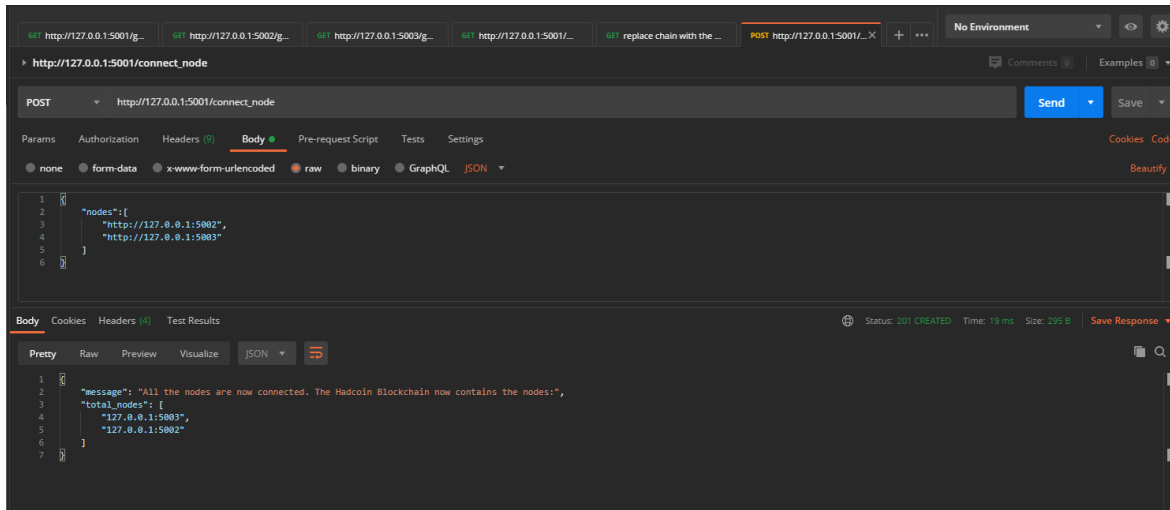 GET http://127.0.0.1:5001/g... GET http://127.0.0.1:5002/g... GET http://127.0.0.1:5003/g... GET http://127.0.0.1:5001/... GET replace chain with the ... POST http://127.0.0.1:5001/... No Environment
http://127.0.0.1:5001/connect_node Comments 0 Examples 0
POST http://127.0.0.1:5001/connect_node Send Save
Params Authorization Headers (9) Body Pre-request Script Tests Settings Cookies Cod
none form-data x-www-form-urlencoded raw binary GraphQL JSON Beautify
1 {
2 "nodes":[
3 "http://127.0.0.1:5002",
4 "http://127.0.0.1:5003"
5 ]
6 }
Body Cookies Headers (4) Test Results Status: 201 CREATED Time: 19 ms Size: 295 B Save Response
Pretty Raw Preview Visualize JSON
1 {
2 "message": "All the nodes are now connected. The Hadcoin Blockchain now contains the nodes:",
3 "total_nodes": [
4 "127.0.0.1:5003",
5 "127.0.0.1:5002"
6 ]
7 }